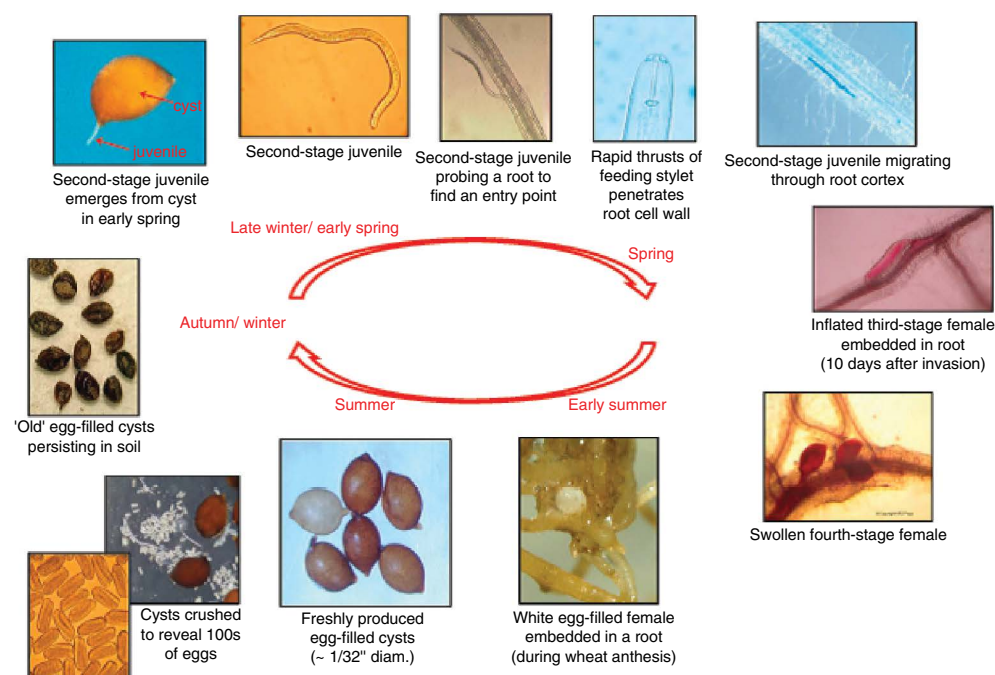 cyst
juvenile
Second-stage juvenile
emerges from cyst
in early spring
Second-stage juvenile
Second-stage juvenile
probing a root to
find an entry point
Rapid thrusts of
feeding stylet
penetrates
root cell wall
Second-stage juvenile migrating
through root cortex
Late winter/ early spring
Spring
Inflated third-stage female
embedded in root
(10 days after invasion)
Autumn/ winter
Summer
Early summer
'Old' egg-filled cysts
persisting in soil
Swollen fourth-stage female
Cysts crushed
to reveal 100s
of eggs
Freshly produced
egg-filled cysts
(~ 1/32" diam.)
White egg-filled female
embedded in a root
(during wheat anthesis)